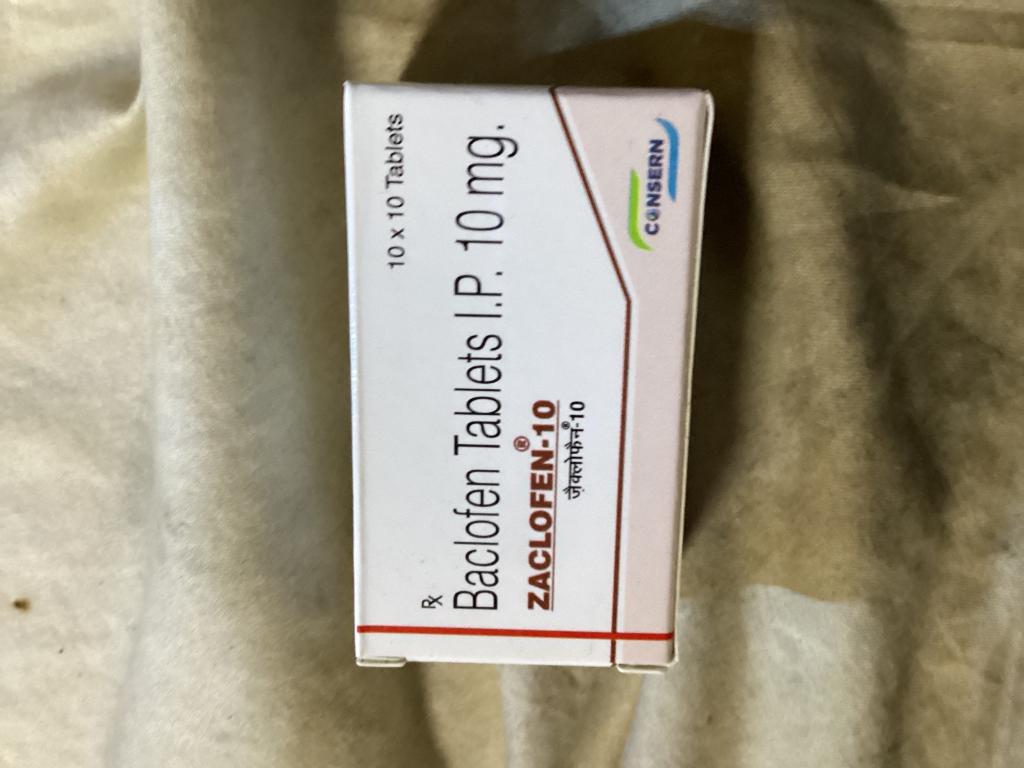 10 x 10 Tablets
℞
Baclofen Tablets I.P. 10 mg.
ZACLOFEN®-10
ज़ैक्लोफैन®-10
CONSERN